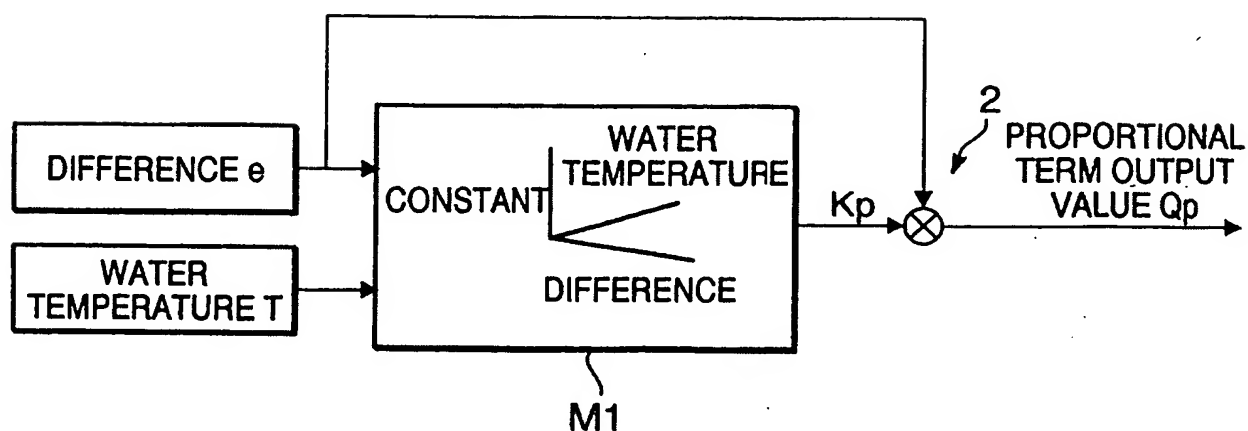 DIFFERENCE e
WATER
TEMPERATURE T
CONSTANT
WATER
TEMPERATURE
DIFFERENCE
M1
Kp
2
PROPORTIONAL
TERM OUTPUT
VALUE Qp